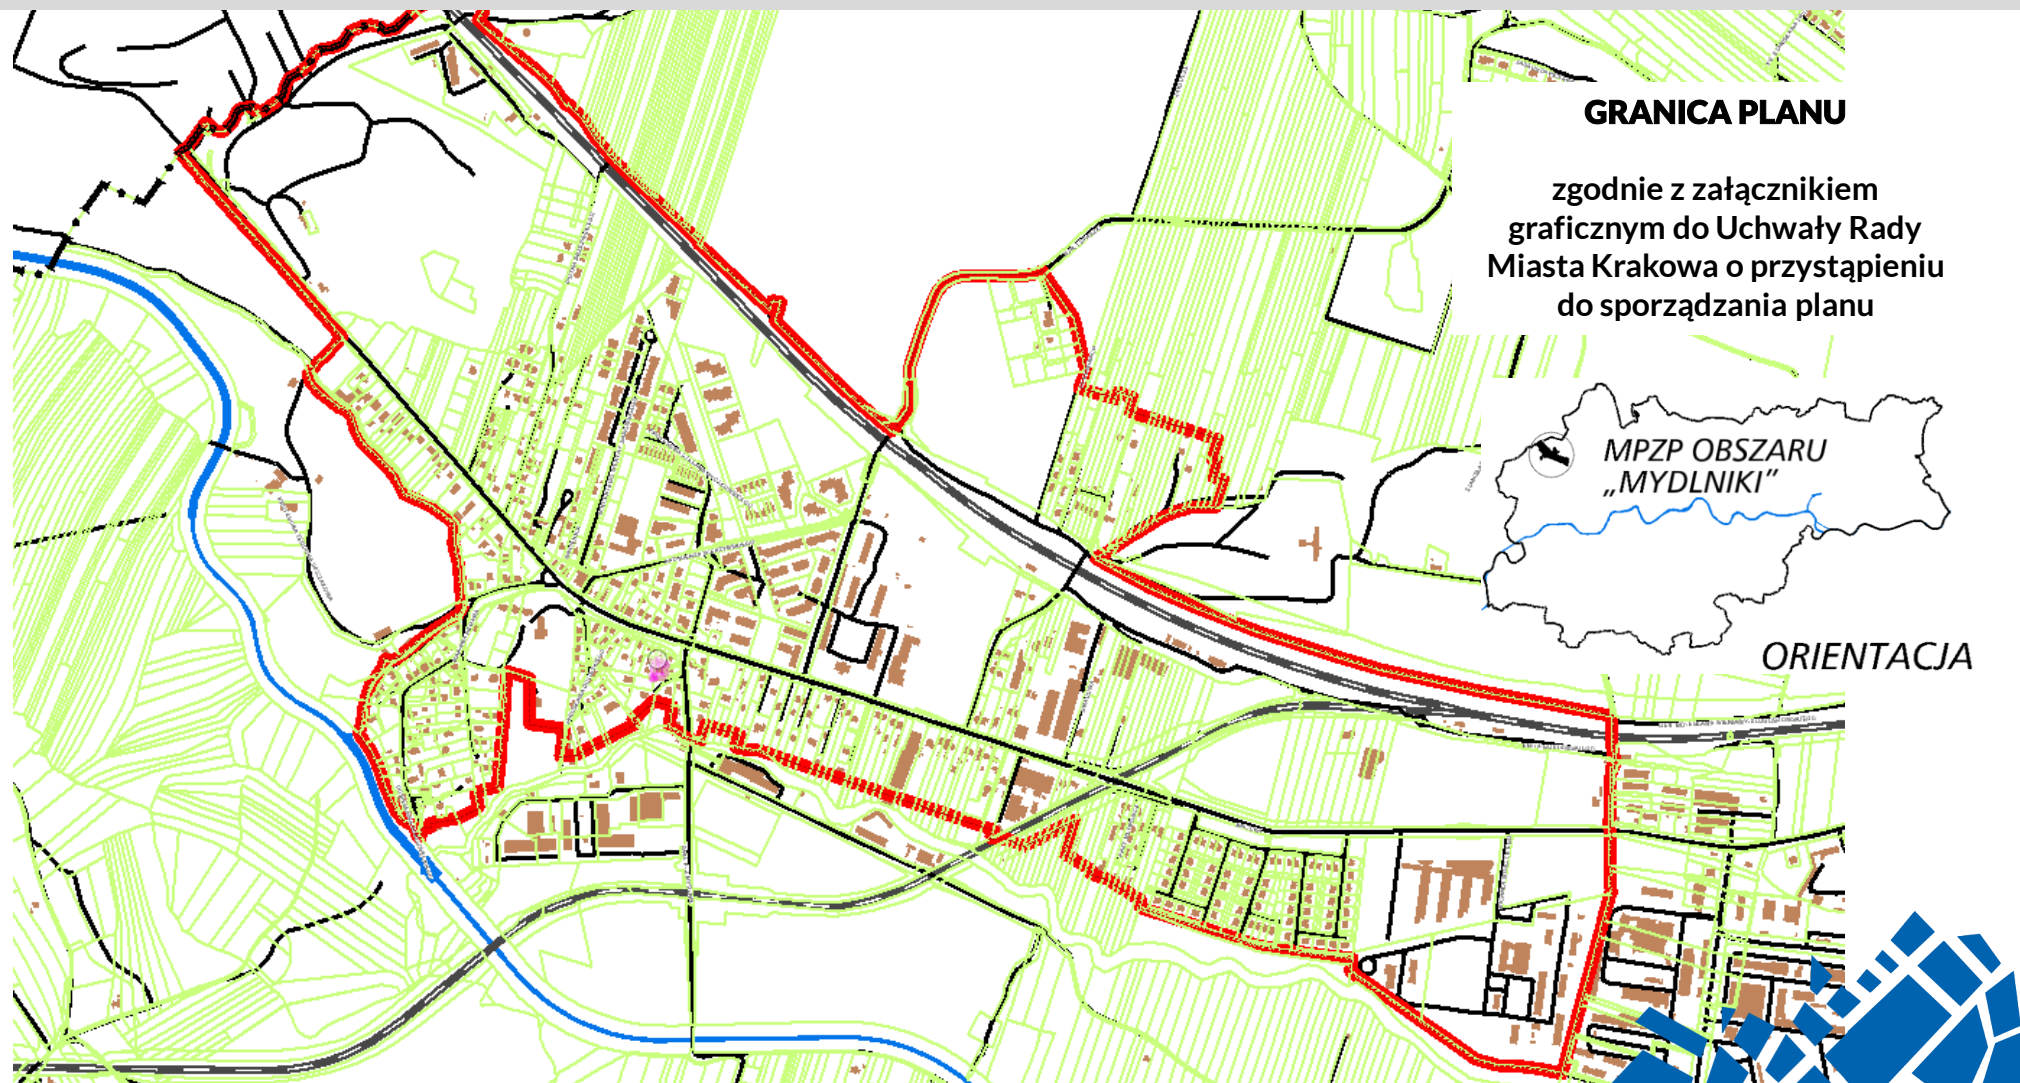 GRANICA PLANU
zgodnie z załącznikiem
graficznym do Uchwały Rady
Miasta Krakowa o przystąpieniu
do sporządzania planu
MPZP OBSZARU
„MYDLNIKI”
ORIENTACJA